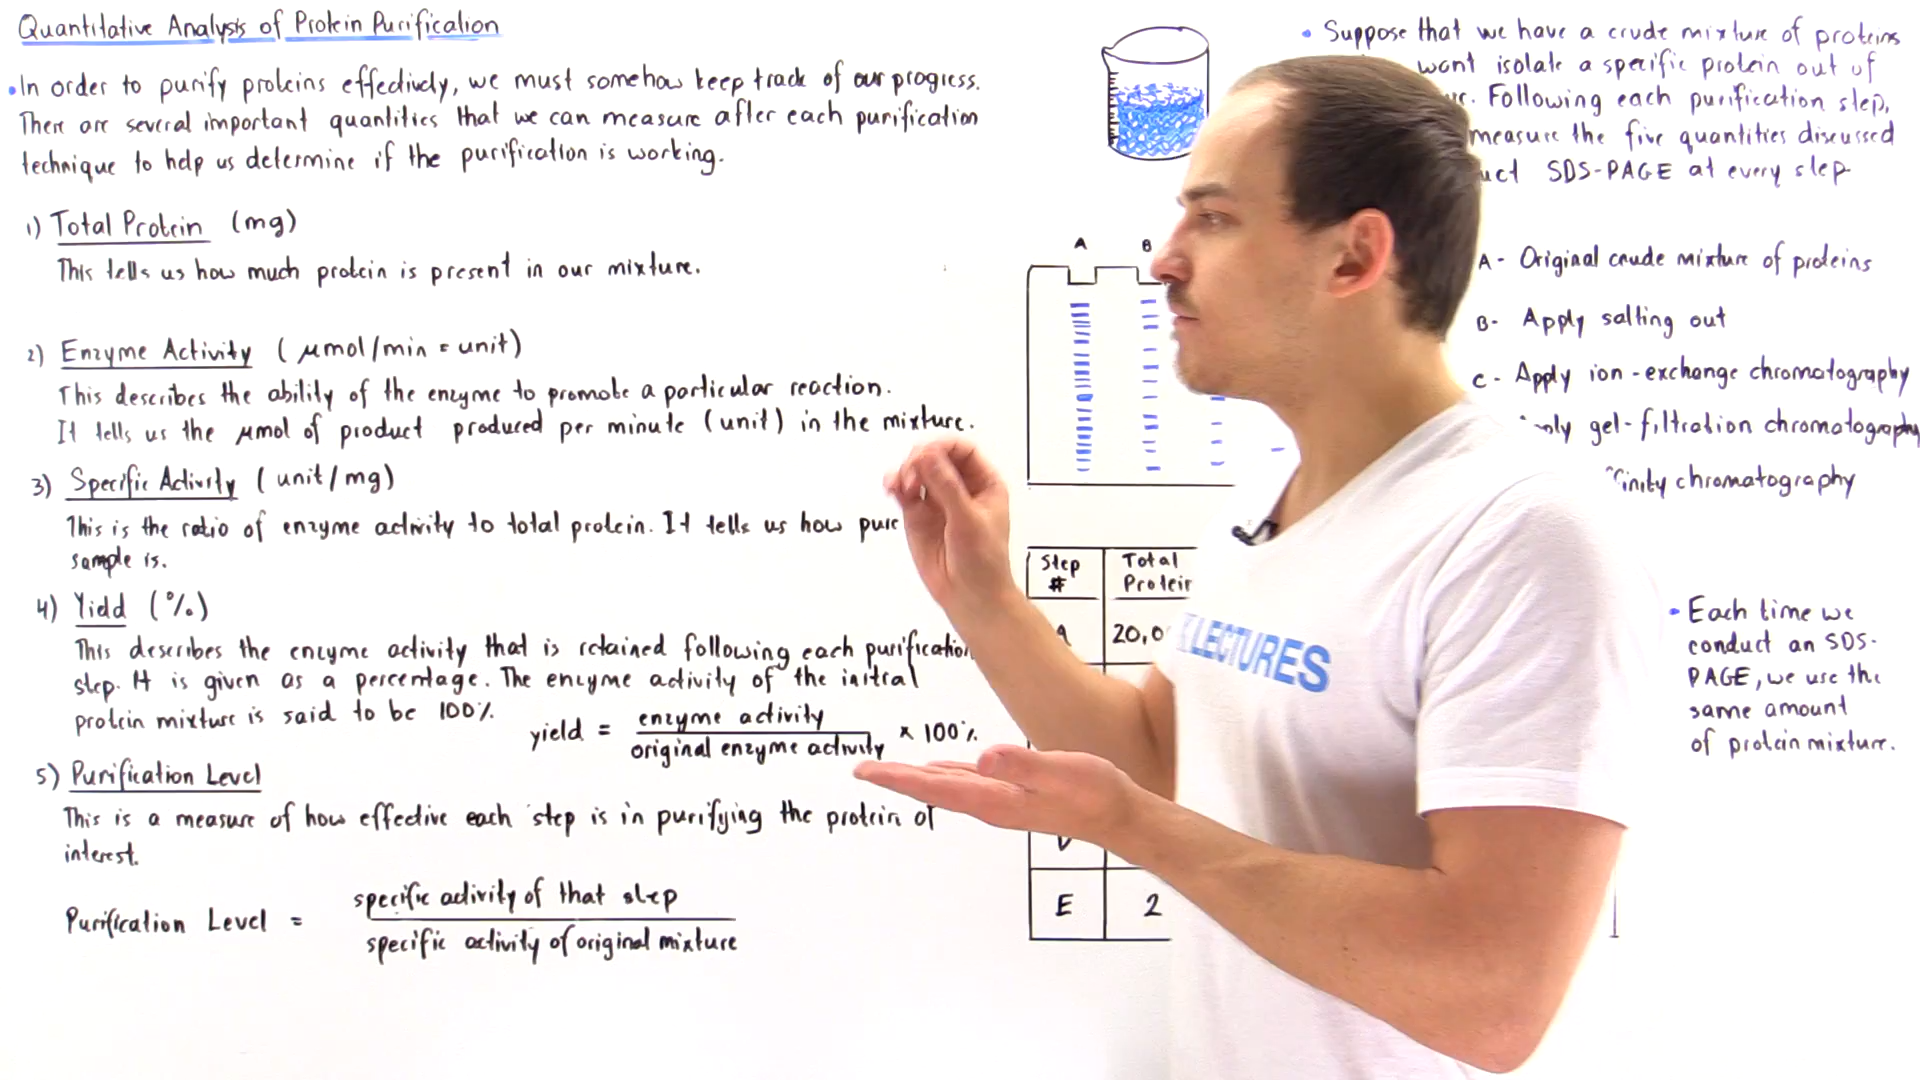 Quantitative Analysis of Protein Purification
• In order to purify proteins effectively, we must somehow keep track of our progress.
There are several important quantities that we can measure after each purification
technique to help us determine if the purification is working.
1) Total Protein (mg)
This tells us how much protein is present in our mixture.
2) Enzyme Activity (μmol/min = unit)
This describes the ability of the enzyme to promote a particular reaction.
It tells us the μmol of product produced per minute (unit) in the mixture.
3) Specific Activity (unit/mg)
This is the ratio of enzyme activity to total protein. It tells us how pure
sample is.
4) Yield (%)
This describes the enzyme activity that is retained following each purification
step. It is given as a percentage. The enzyme activity of the initial
protein mixture is said to be 100%.
yield = enzyme activity
original enzyme activity × 100%
5) Purification Level
This is a measure of how effective each step is in purifying the protein of
interest.
Purification Level = specific activity of that step
specific activity of original mixture
• Suppose that we have a crude mixture of proteins
want isolate a specific protein out of
Following each purification step,
measure the five quantities discussed
SDS-PAGE at every step
A B
A - Original crude mixture of proteins
B - Apply salting out
C - Apply ion-exchange chromatography
gel-filtration chromatography
chromatography
Step Total
# Protein
A 20,0
D
E 2
LECTURES
• Each time we
conduct an SDS-
PAGE, we use the
same amount
of protein mixture.